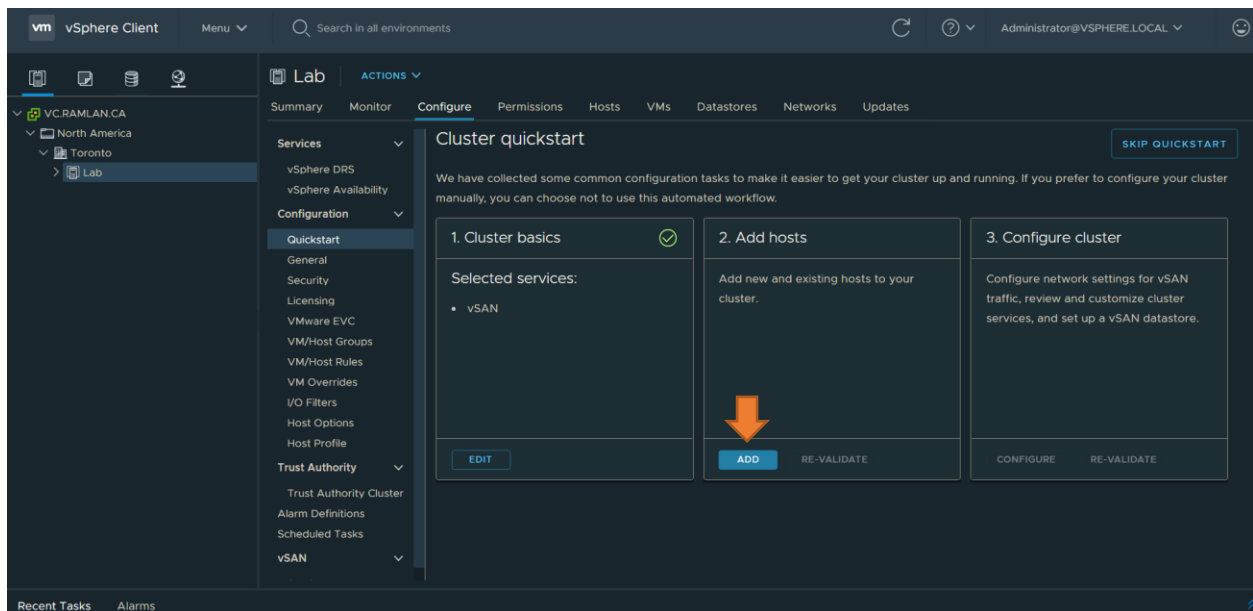 vm vSphere Client Menu Search in all environments Administrator@VSPHERE.LOCAL
Lab ACTIONS
Summary Monitor Configure Permissions Hosts VMs Datastores Networks Updates
VC.RAMLAN.CA
North America
Toronto
Lab
Services
vSphere DRS
vSphere Availability
Configuration
Quickstart
General
Security
Licensing
VMware EVC
VM/Host Groups
VM/Host Rules
VM Overrides
I/O Filters
Host Options
Host Profile
Trust Authority
Trust Authority Cluster
Alarm Definitions
Scheduled Tasks
vSAN
Cluster quickstart
SKIP QUICKSTART
We have collected some common configuration tasks to make it easier to get your cluster up and running. If you prefer to configure your cluster
manually, you can choose not to use this automated workflow.
1. Cluster basics
Selected services:
• vSAN
EDIT
2. Add hosts
Add new and existing hosts to your
cluster.
ADD RE-VALIDATE
3. Configure cluster
Configure network settings for vSAN
traffic, review and customize cluster
services, and set up a vSAN datastore.
CONFIGURE RE-VALIDATE
Recent Tasks Alarms